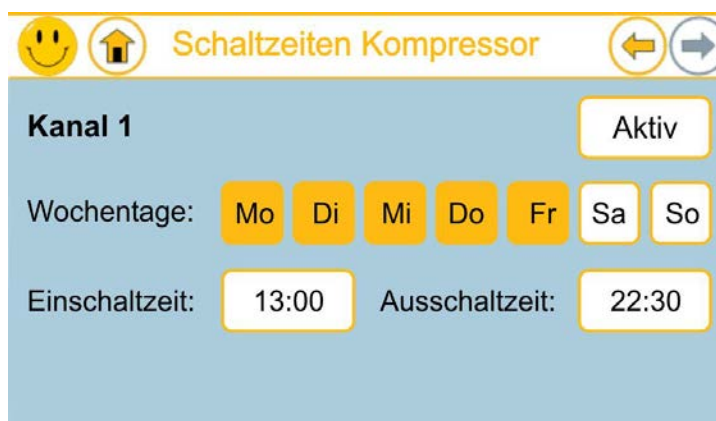 Schaltzeiten Kompressor
Kanal 1 Aktiv
Wochentage: Mo Di Mi Do Fr Sa So
Einschaltzeit: 13:00 Ausschaltzeit: 22:30